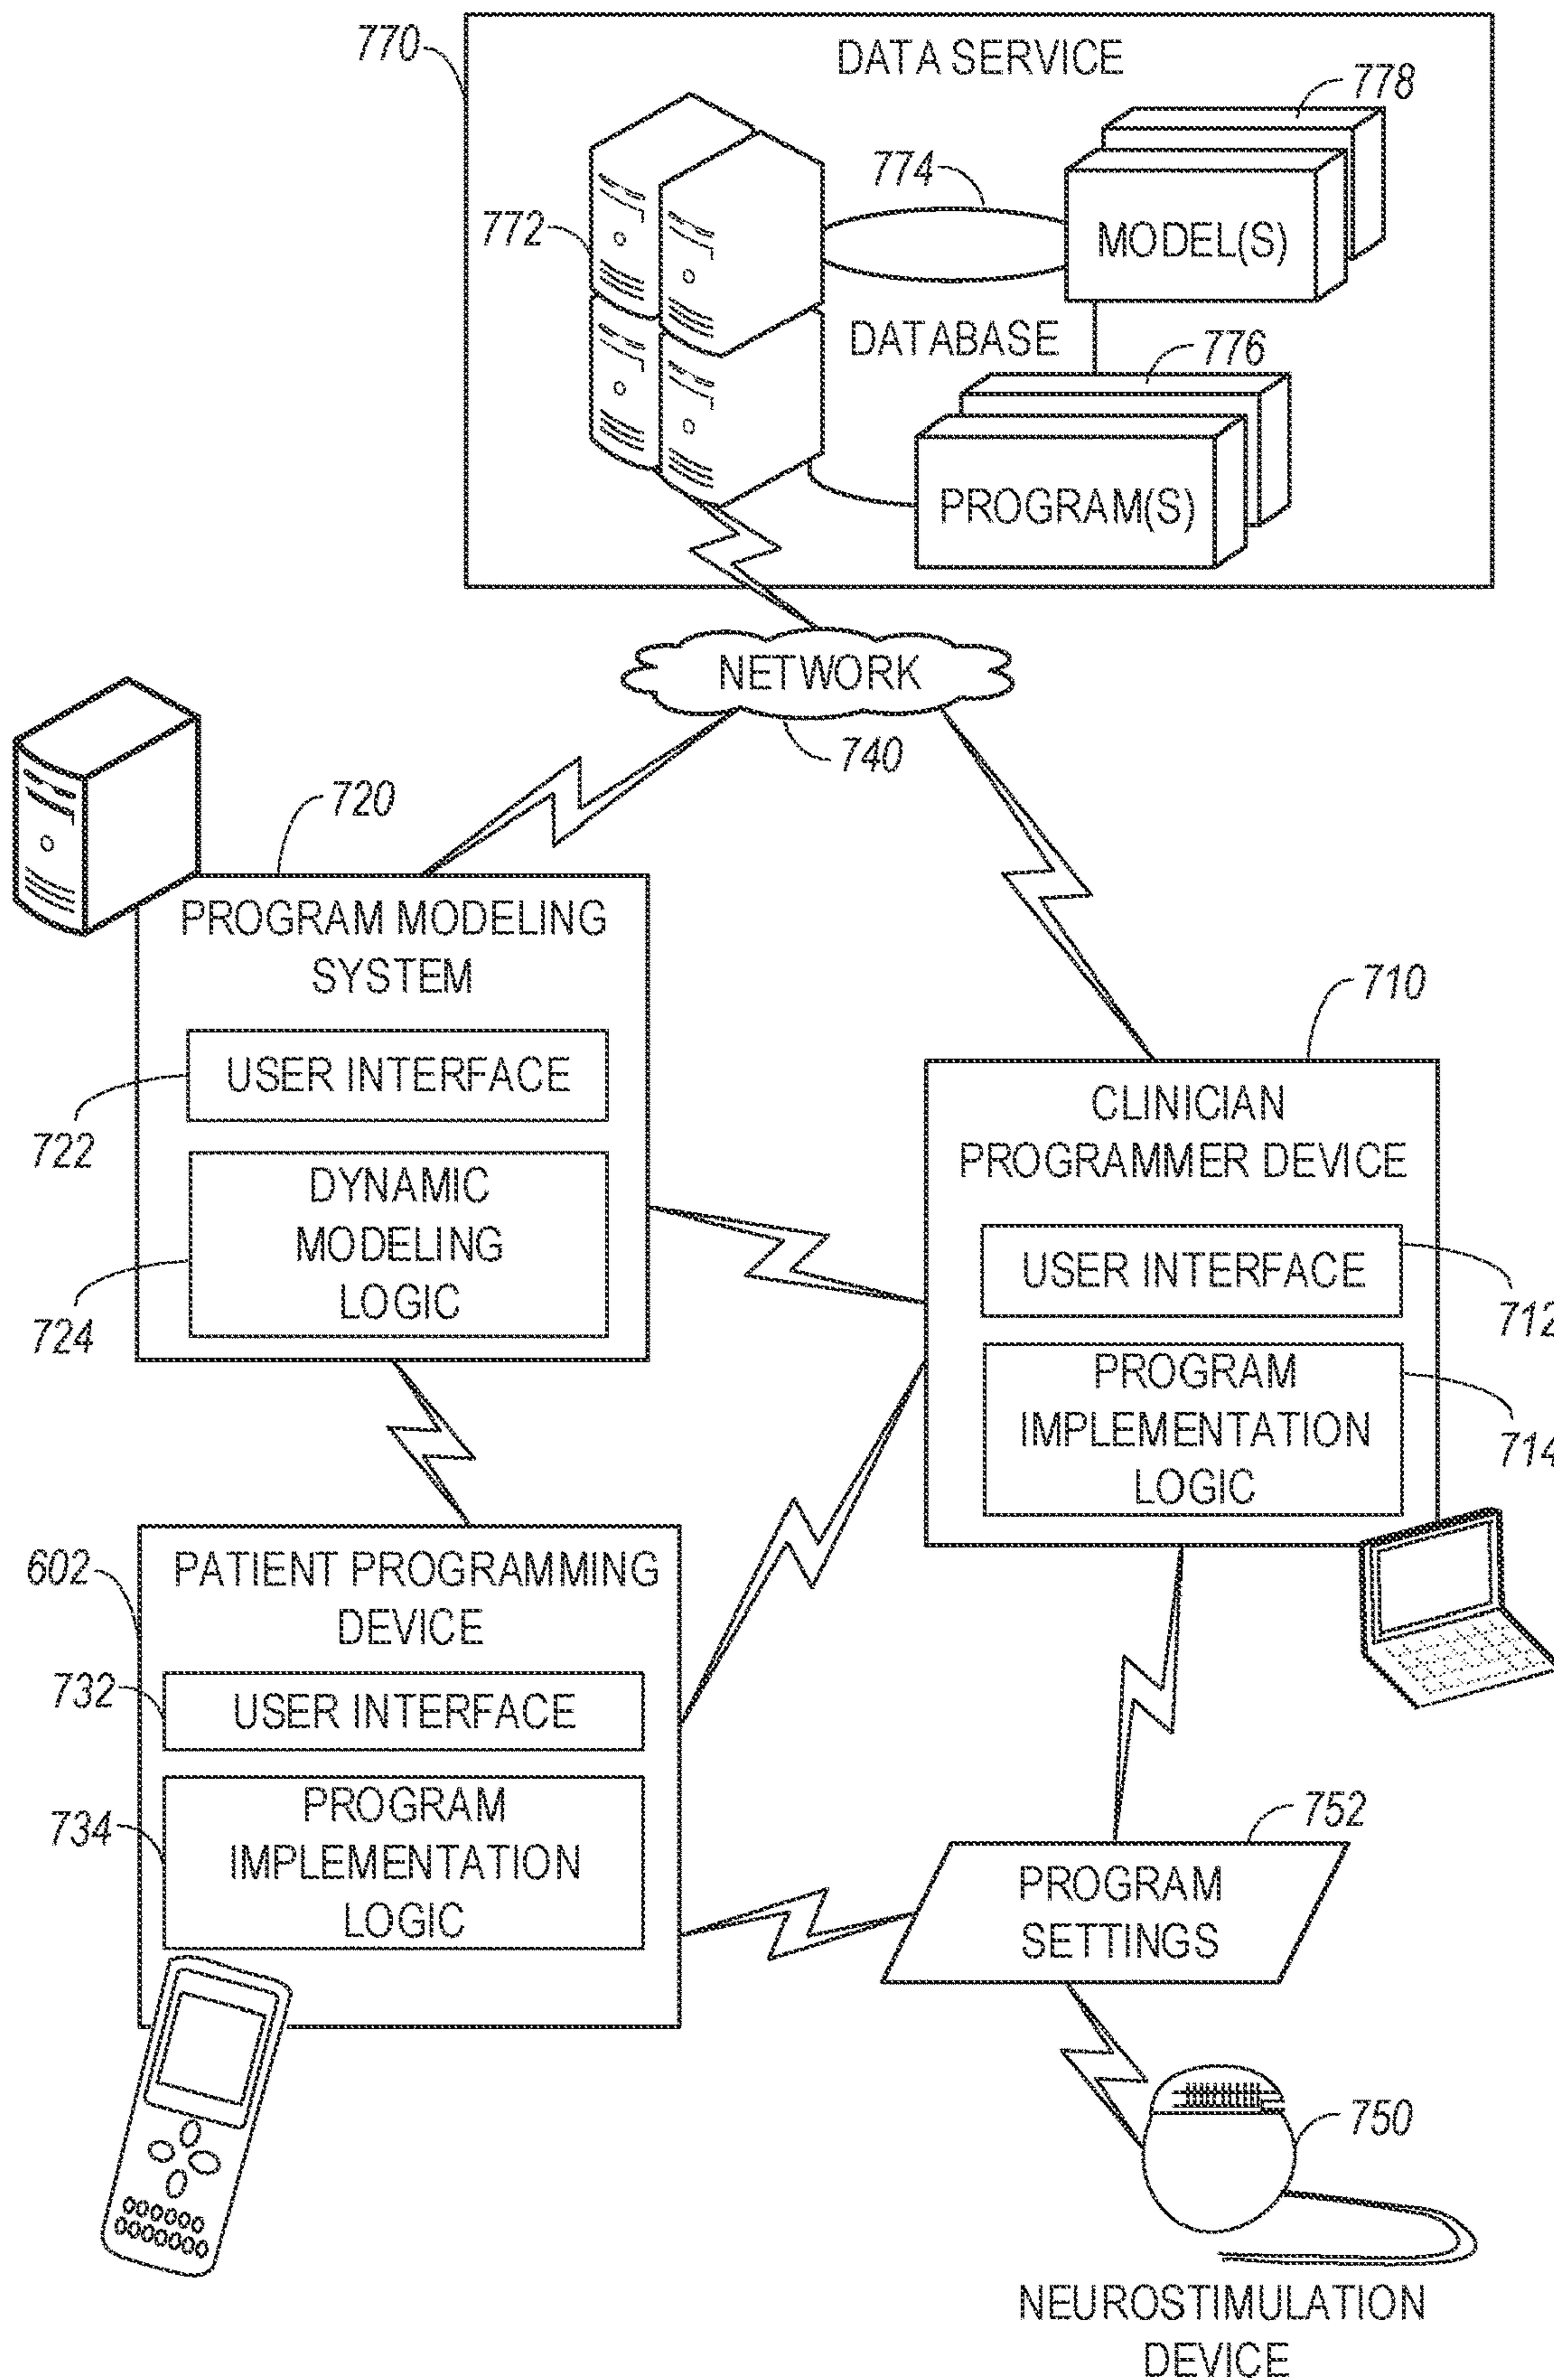 770
DATA SERVICE
778
774
772
MODEL(S)
DATABASE
776
PROGRAM(S)
NETWORK
740
720
PROGRAM MODELING
SYSTEM
710
USER INTERFACE
722
CLINICIAN
PROGRAMMER DEVICE
DYNAMIC
MODELING
LOGIC
724
USER INTERFACE
712
PROGRAM
IMPLEMENTATION
LOGIC
714
602
PATIENT PROGRAMMING
DEVICE
732
USER INTERFACE
734
PROGRAM
IMPLEMENTATION
LOGIC
752
PROGRAM
SETTINGS
750
NEUROSTIMULATION
DEVICE